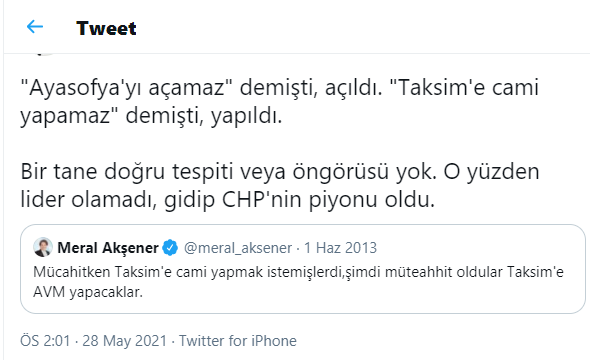 Tweet
"Ayasofya'yı açamaz" demişti, açıldı. "Taksim'e cami
yapamaz" demişti, yapıldı.
Bir tane doğru tespiti veya öngörüsü yok. O yüzden
lider olamadı, gidip CHP'nin piyonu oldu.
Meral Akşener @meral_aksener · 1 Haz 2013
Mücahitken Taksim'e cami yapmak istemişlerdi,şimdi müteahhit oldular Taksim'e
AVM yapacaklar.
ÖS 2:01 · 28 May 2021 · Twitter for iPhone